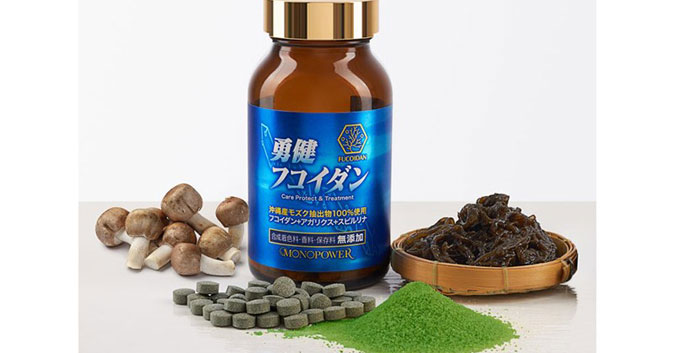 FUCOIDAN
勇健
フコイダン
Care Protect & Treatment
沖縄産モズク抽出物100%使用
フコイダン+アガリクス+スピルリナ
合成着色料・香料・保存料 無添加
MONOPOWER